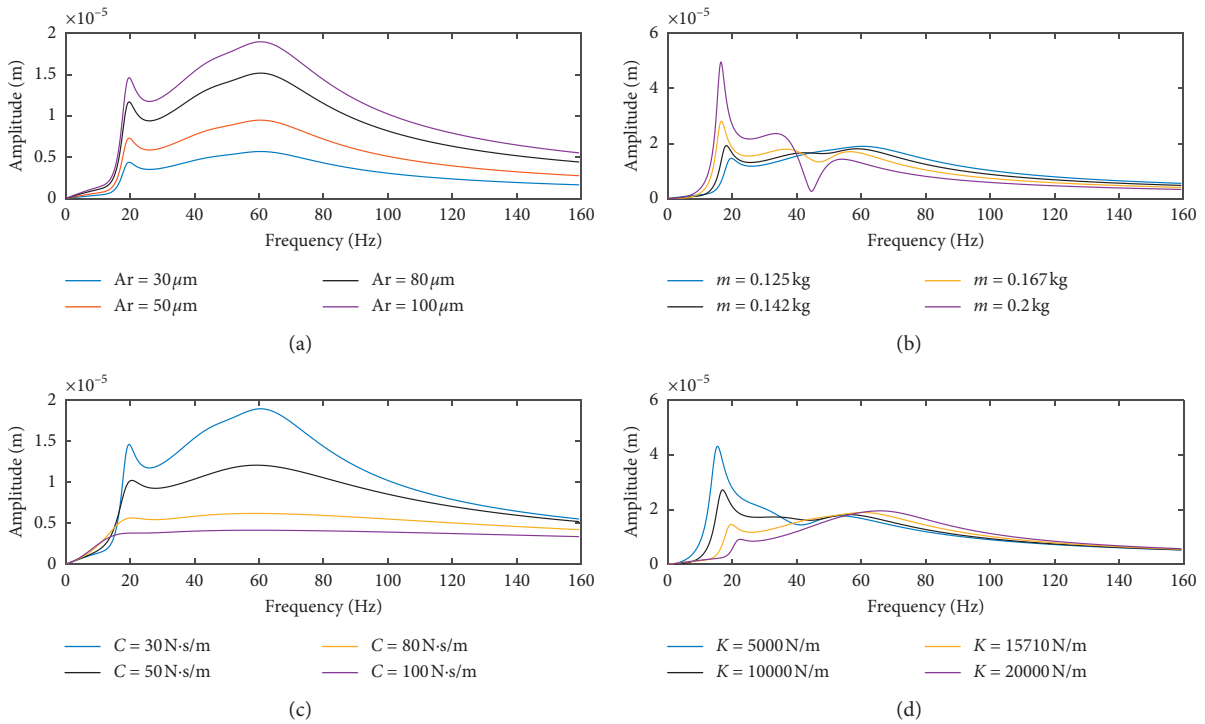 ×10–5
2
1.5
1
0.5
0
Amplitude (m)
0 20 40 60 80 100 120 140 160
Frequency (Hz)
Ar = 30 μm
Ar = 50 μm
Ar = 80 μm
Ar = 100 μm
(a)
×10–5
6
4
2
0
Amplitude (m)
0 20 40 60 80 100 120 140 160
Frequency (Hz)
m = 0.125 kg
m = 0.142 kg
m = 0.167 kg
m = 0.2 kg
(b)
×10–5
2
1.5
1
0.5
0
Amplitude (m)
0 20 40 60 80 100 120 140 160
Frequency (Hz)
C = 30 N·s/m
C = 50 N·s/m
C = 80 N·s/m
C = 100 N·s/m
(c)
×10–5
6
4
2
0
Amplitude (m)
0 20 40 60 80 100 120 140 160
Frequency (Hz)
K = 5000 N/m
K = 10000 N/m
K = 15710 N/m
K = 20000 N/m
(d)